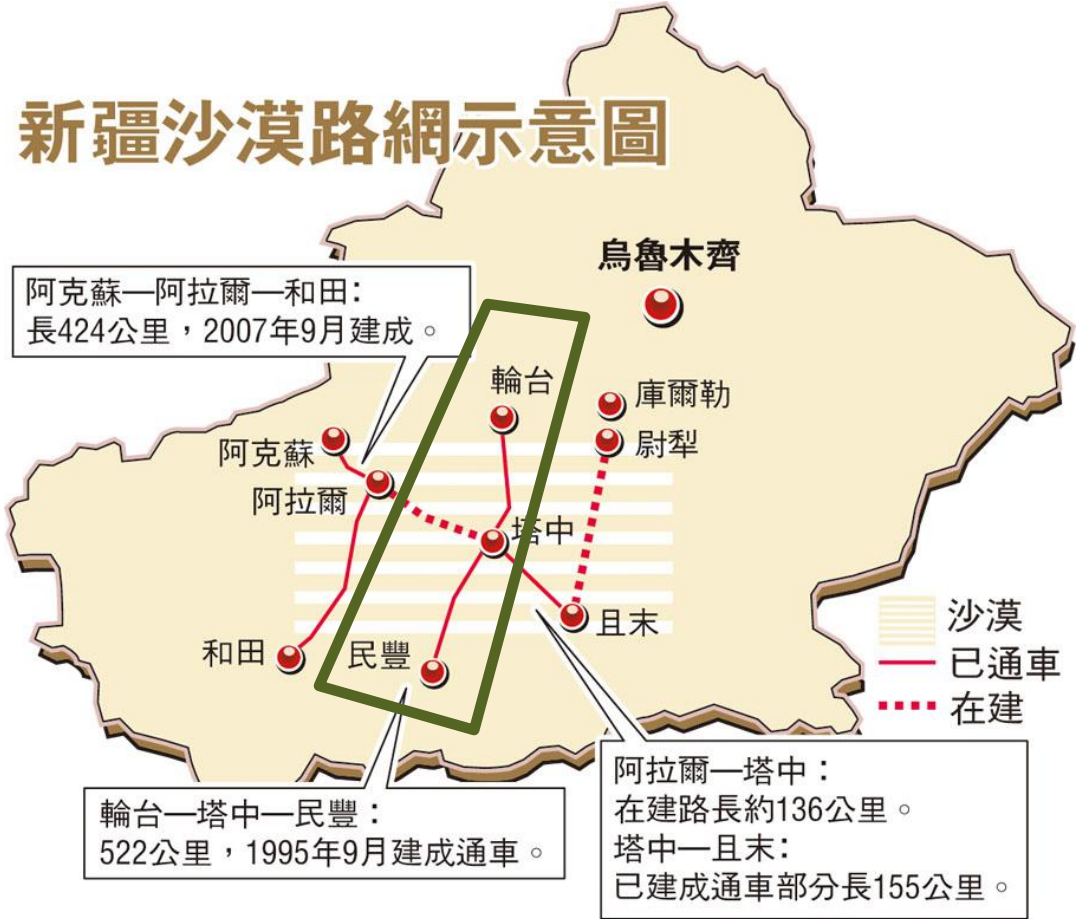 新疆沙漠路網示意圖
烏魯木齊
阿克蘇—阿拉爾—和田：
長424公里，2007年9月建成。
輪台
庫爾勒
尉犁
阿克蘇
阿拉爾
塔中
且末
和田
民豐
沙漠
已通車
在建
輪台—塔中—民豐：
522公里，1995年9月建成通車。
阿拉爾—塔中：
在建路長約136公里。
塔中—且末：
已建成通車部分長155公里。